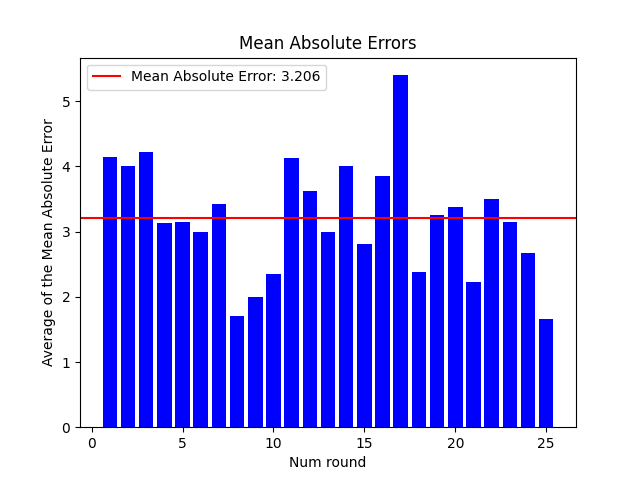 Mean Absolute Errors
Mean Absolute Error: 3.206
Average of the Mean Absolute Error
5
4
3
2
1
0
0 5 10 15 20 25
Num round